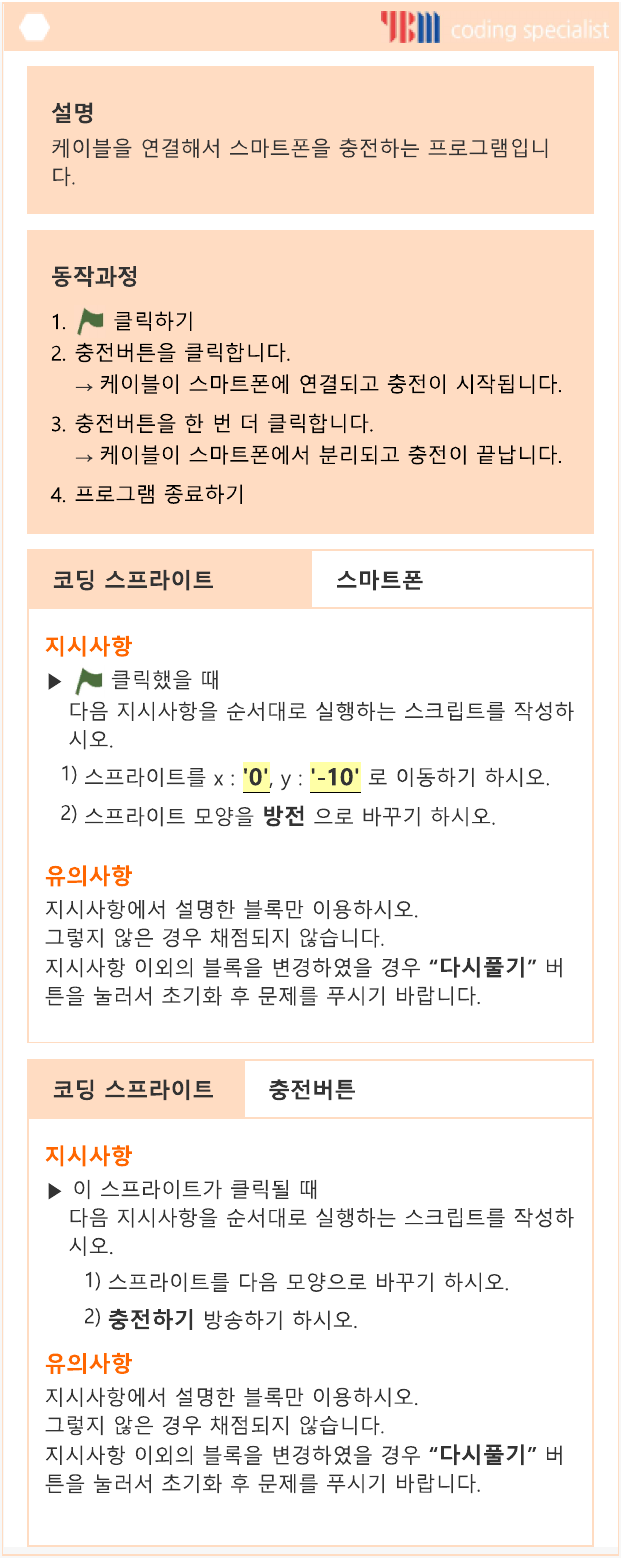 YBM coding specialist
설명
케이블을 연결해서 스마트폰을 충전하는 프로그램입니
다.
동작과정
1. 클릭하기
2. 충전버튼을 클릭합니다.
→ 케이블이 스마트폰에 연결되고 충전이 시작됩니다.
3. 충전버튼을 한 번 더 클릭합니다.
→ 케이블이 스마트폰에서 분리되고 충전이 끝납니다.
4. 프로그램 종료하기
코딩 스프라이트 스마트폰
지시사항
▶ 클릭했을 때
다음 지시사항을 순서대로 실행하는 스크립트를 작성하
시오.
1) 스프라이트를 x : '0', y : '-10' 로 이동하기 하시오.
2) 스프라이트 모양을 방전 으로 바꾸기 하시오.
유의사항
지시사항에서 설명한 블록만 이용하시오.
그렇지 않은 경우 채점되지 않습니다.
지시사항 이외의 블록을 변경하였을 경우 “다시풀기” 버
튼을 눌러서 초기화 후 문제를 푸시기 바랍니다.
코딩 스프라이트 충전버튼
지시사항
▶ 이 스프라이트가 클릭될 때
다음 지시사항을 순서대로 실행하는 스크립트를 작성하
시오.
1) 스프라이트를 다음 모양으로 바꾸기 하시오.
2) 충전하기 방송하기 하시오.
유의사항
지시사항에서 설명한 블록만 이용하시오.
그렇지 않은 경우 채점되지 않습니다.
지시사항 이외의 블록을 변경하였을 경우 “다시풀기” 버
튼을 눌러서 초기화 후 문제를 푸시기 바랍니다.